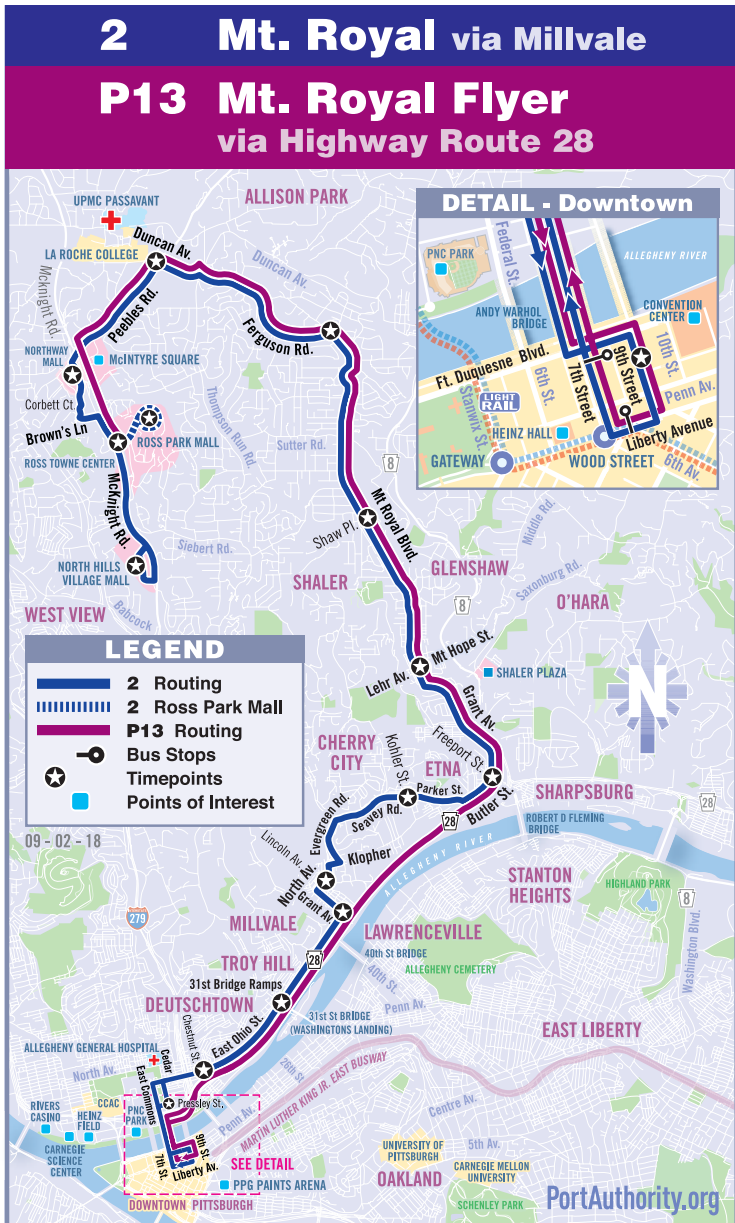 2 Mt. Royal via Millvale
P13 Mt. Royal Flyer
via Highway Route 28
UPMC PASSAVANT
ALLISON PARK
LA ROCHE COLLEGE
Duncan Av.
Duncan Av.
McKnight Rd.
Peebles Rd.
Ferguson Rd.
NORTHWAY
MALL
McINTYRE SQUARE
Corbett Ct.
Brown's Ln
ROSS PARK MALL
ROSS TOWNE CENTER
Thompson Run Rd.
Sutter Rd.
McKnight Rd.
Siebert Rd.
NORTH HILLS
VILLAGE MALL
Babcock
WEST VIEW
8
Shaw Pl.
Mt Royal Blvd.
SHALER
GLENSHAW
Middle Rd.
Saxonburg Rd.
8
O'HARA
DETAIL - Downtown
PNC PARK
Federal St.
ALLEGHENY RIVER
ANDY WARHOL
BRIDGE
CONVENTION
CENTER
Ft. Duquesne Blvd.
10th St.
9th Street
7th Street
6th St.
Penn Av.
LIGHT
RAIL
Stanwix St.
HEINZ HALL
Liberty Avenue
GATEWAY
WOOD STREET
6th Av.
LEGEND
2 Routing
2 Ross Park Mall
P13 Routing
Bus Stops
Timepoints
Points of Interest
09 - 02 - 18
N
Mt Hope St.
Lehr Av.
SHALER PLAZA
Grant Av.
CHERRY
CITY
Kohler St.
Freeport St.
ETNA
Parker St.
Butler St.
SHARPSBURG
28
28
ROBERT D FLEMING
BRIDGE
Seavey Rd.
Evergreen Rd.
Klopher
Lincoln Av.
North Av.
Grant Av.
ALLEGHENY RIVER
STANTON
HEIGHTS
HIGHLAND PARK
8
Washington Blvd.
279
MILLVALE
LAWRENCEVILLE
TROY HILL
28
40th St BRIDGE
40th St.
ALLEGHENY CEMETERY
31st Bridge Ramps
DEUTSCHTOWN
Penn Av.
31st St BRIDGE
(WASHINGTONS LANDING)
East Ohio St.
Chestnut St.
EAST LIBERTY
ALLEGHENY GENERAL HOSPITAL
Cedar
North Av.
East Commons
26th St
MARTIN LUTHER KING JR. EAST BUSWAY
Pressley St.
Penn Av.
Centre Av.
CCAC
RIVERS
CASINO
HEINZ
FIELD
PNC
PARK
CARNEGIE
SCIENCE
CENTER
9th St.
7th St.
Liberty Av.
SEE DETAIL
5th Av.
UNIVERSITY OF
PITTSBURGH
CARNEGIE MELLON
UNIVERSITY
OAKLAND
PPG PAINTS ARENA
DOWNTOWN PITTSBURGH
SCHENLEY PARK
PortAuthority.org